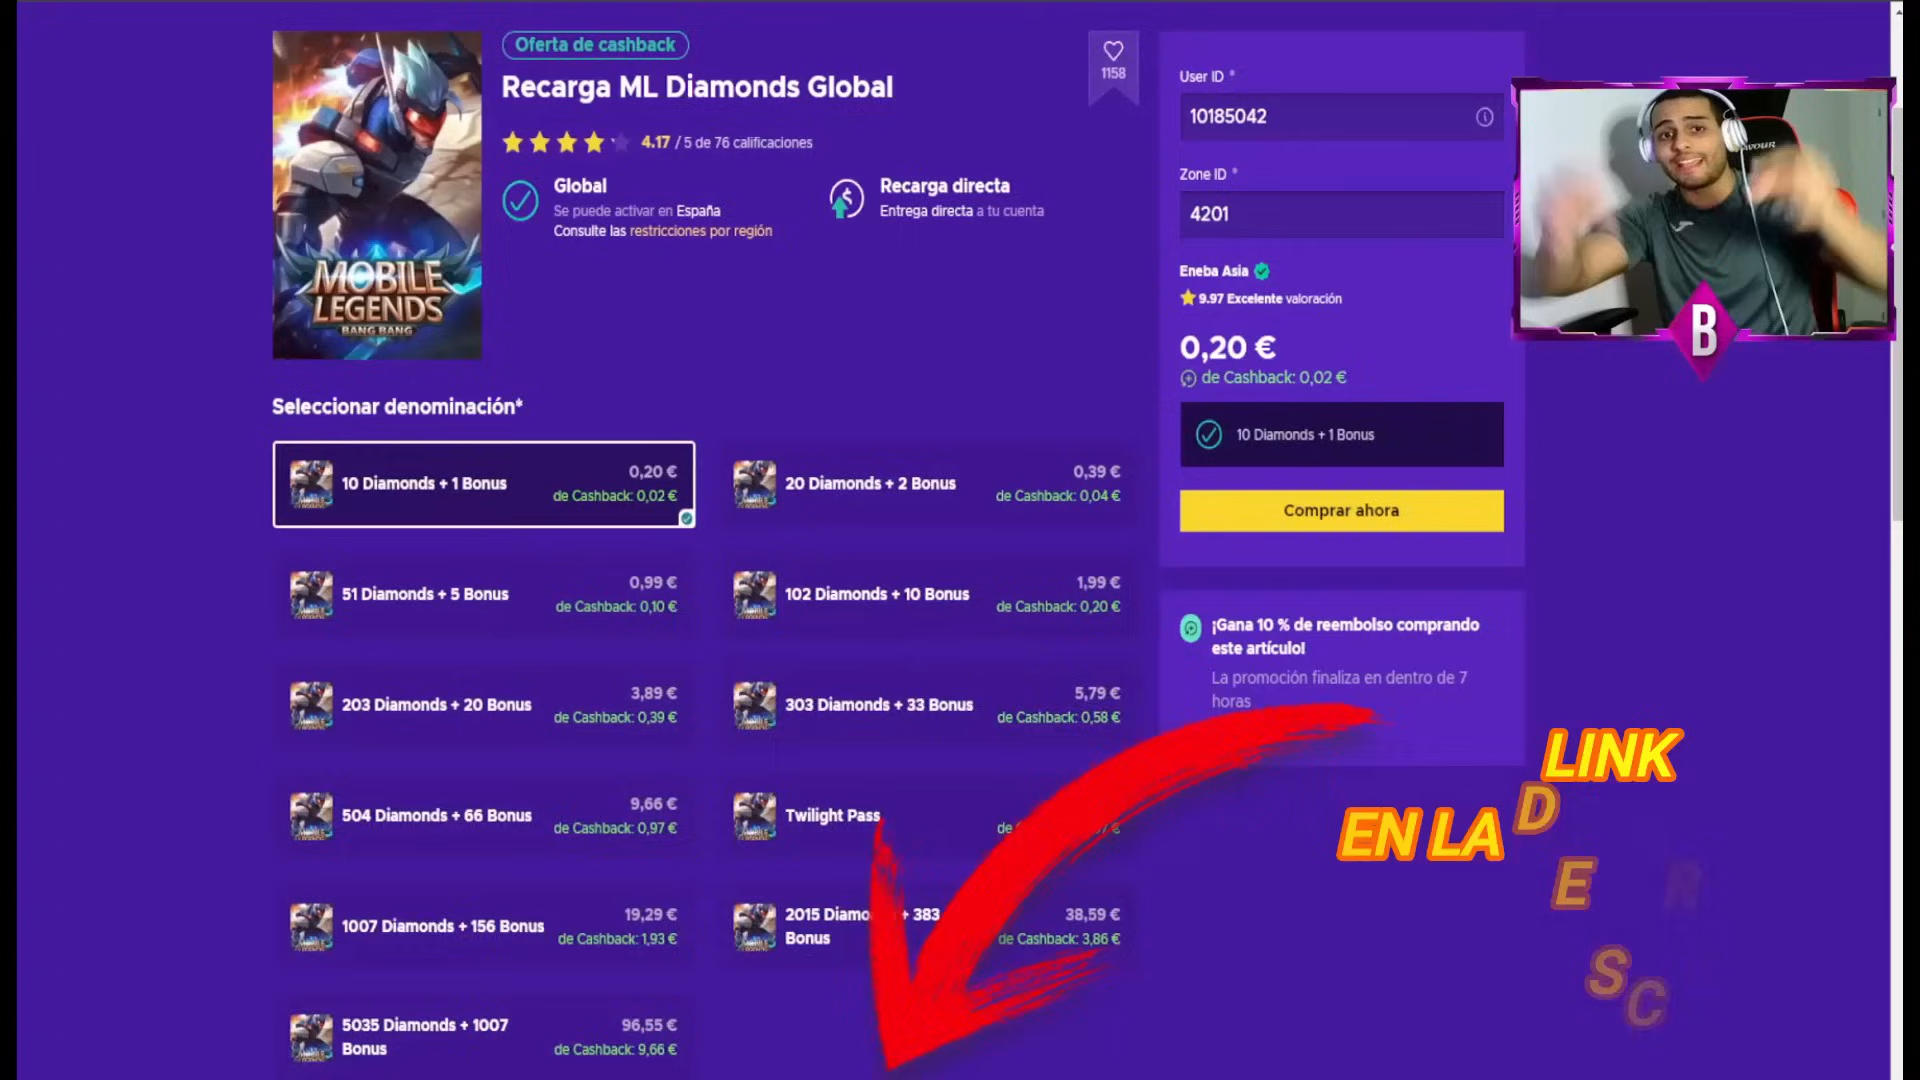 Oferta de cashback
Recarga ML Diamonds Global
4.17 / 5 de 76 calificaciones
1158
Global
Se puede activar en España
Consulte las restricciones por región
Recarga directa
Entrega directa a tu cuenta
MOBILE
LEGENDS
BANG BANG
Seleccionar denominación*
10 Diamonds + 1 Bonus
0,20 €
de Cashback: 0,02 €
20 Diamonds + 2 Bonus
0,39 €
de Cashback: 0,04 €
51 Diamonds + 5 Bonus
0,99 €
de Cashback: 0,10 €
102 Diamonds + 10 Bonus
1,99 €
de Cashback: 0,20 €
203 Diamonds + 20 Bonus
3,89 €
de Cashback: 0,39 €
303 Diamonds + 33 Bonus
5,79 €
de Cashback: 0,58 €
504 Diamonds + 66 Bonus
9,66 €
de Cashback: 0,97 €
Twilight Pass
1007 Diamonds + 156 Bonus
19,29 €
de Cashback: 1,93 €
2015 + 383
Bonus
38,59 €
de Cashback: 3,86 €
5035 Diamonds + 1007
Bonus
96,55 €
de Cashback: 9,66 €
User ID *
10185042
Zone ID *
4201
Eneba Asia
9.97 Excelente valoración
0,20 €
de Cashback: 0,02 €
10 Diamonds + 1 Bonus
Comprar ahora
¡Gana 10 % de reembolso comprando
este artículo!
La promoción finaliza en dentro de 7
horas
B
LINK
EN LA D
E R
S
C